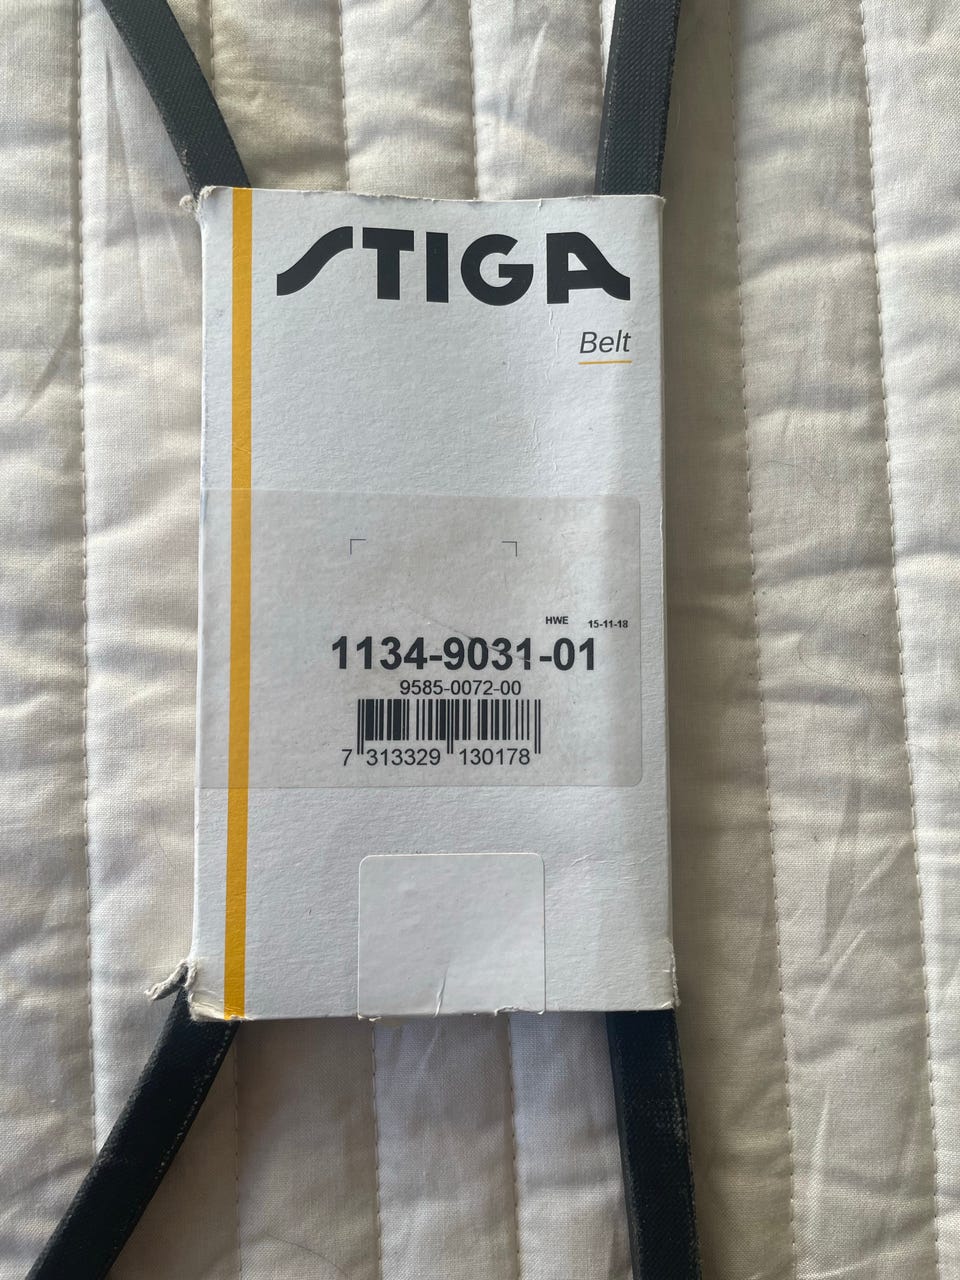 STIGA
Belt
HWE 15-11-18
1134-9031-01
9585-0072-00
7 313329 130178